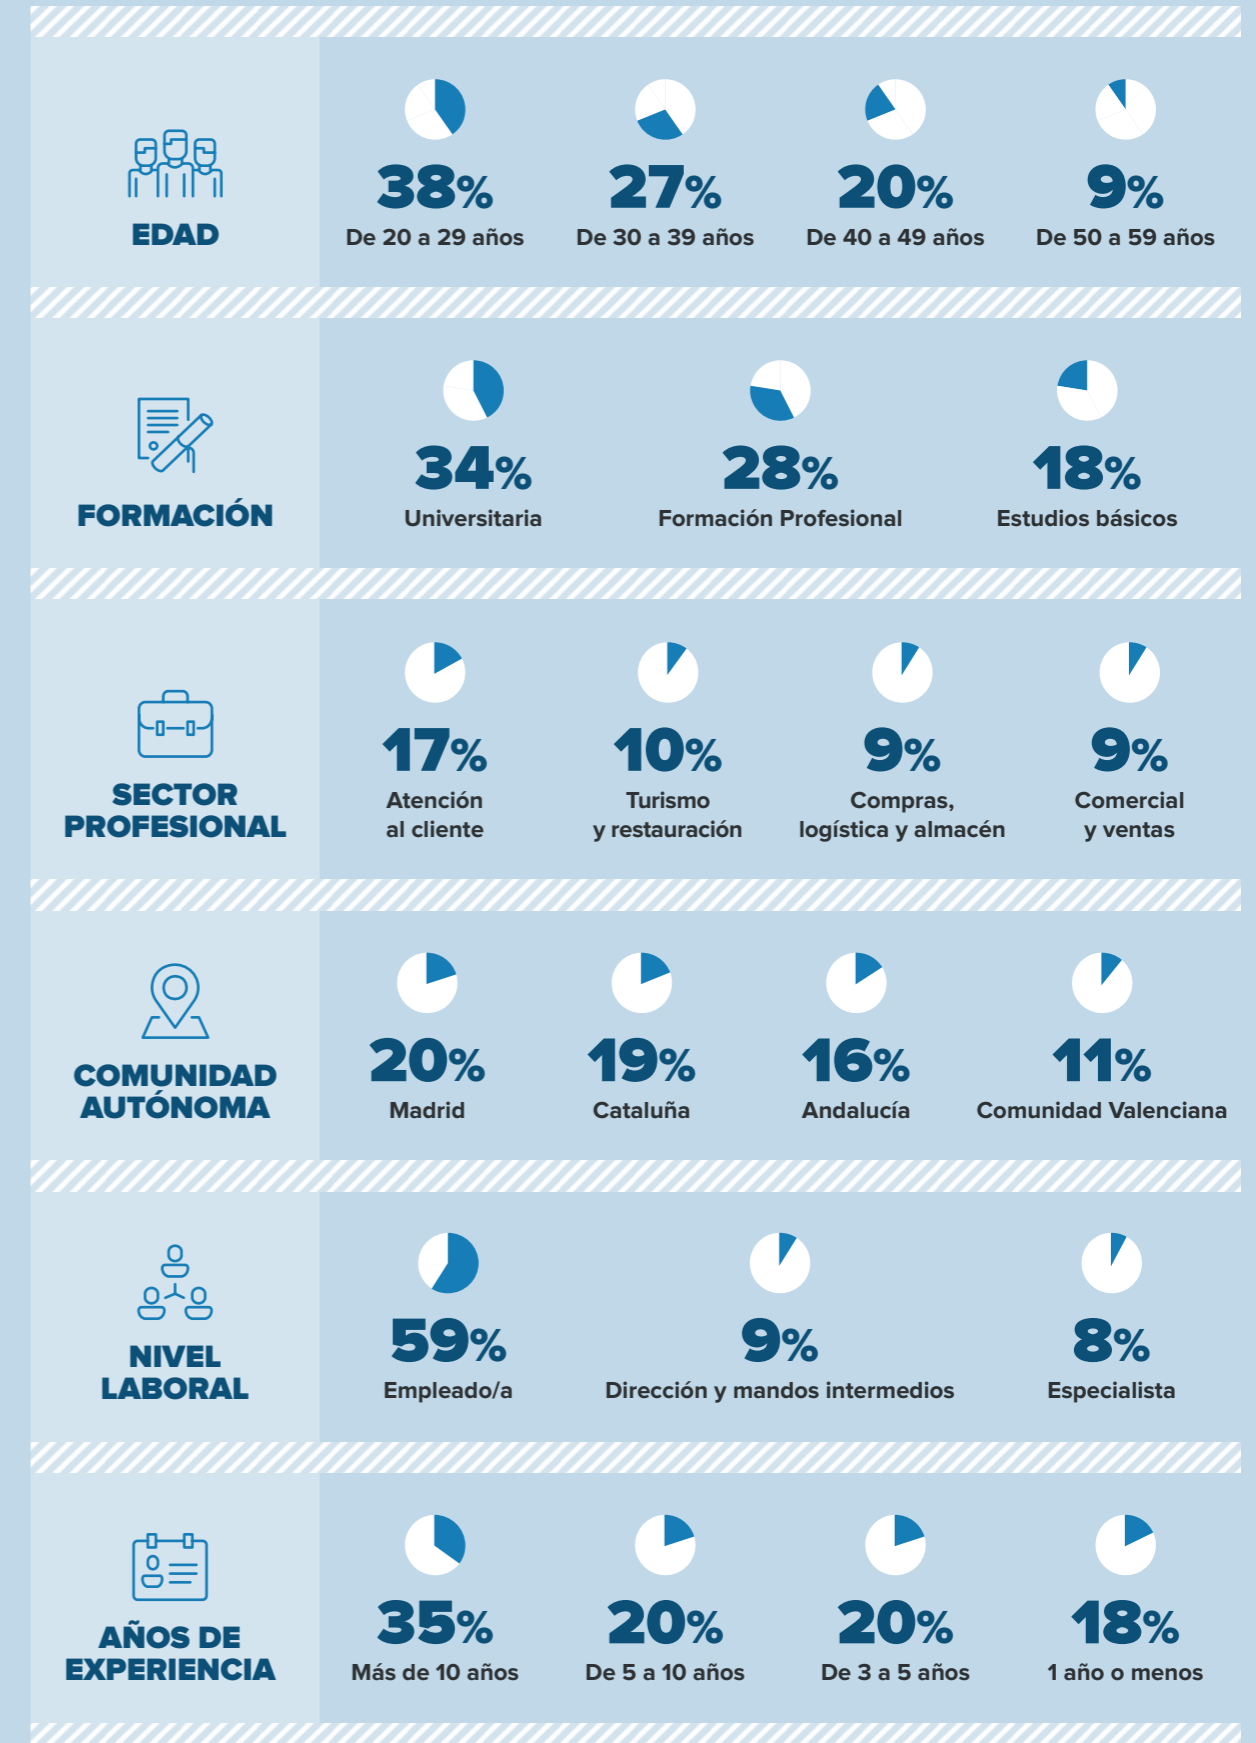 EDAD
38%
De 20 a 29 años
27%
De 30 a 39 años
20%
De 40 a 49 años
9%
De 50 a 59 años
FORMACIÓN
34%
Universitaria
28%
Formación Profesional
18%
Estudios básicos
SECTOR
PROFESIONAL
17%
Atención
al cliente
10%
Turismo
y restauración
9%
Compras,
logística y almacén
9%
Comercial
y ventas
COMUNIDAD
AUTÓNOMA
20%
Madrid
19%
Cataluña
16%
Andalucía
11%
Comunidad Valenciana
NIVEL
LABORAL
59%
Empleado/a
9%
Dirección y mandos intermedios
8%
Especialista
AÑOS DE
EXPERIENCIA
35%
Más de 10 años
20%
De 5 a 10 años
20%
De 3 a 5 años
18%
1 año o menos